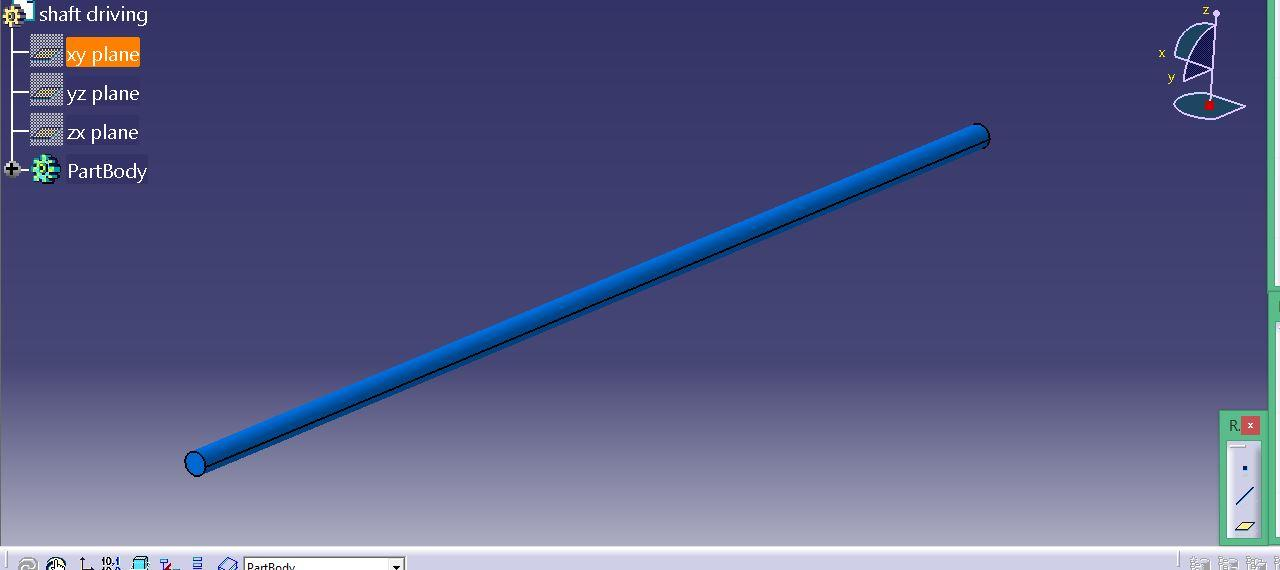 shaft driving
xy plane
yz plane
zx plane
PartBody
z
x
y
R.
PartBody